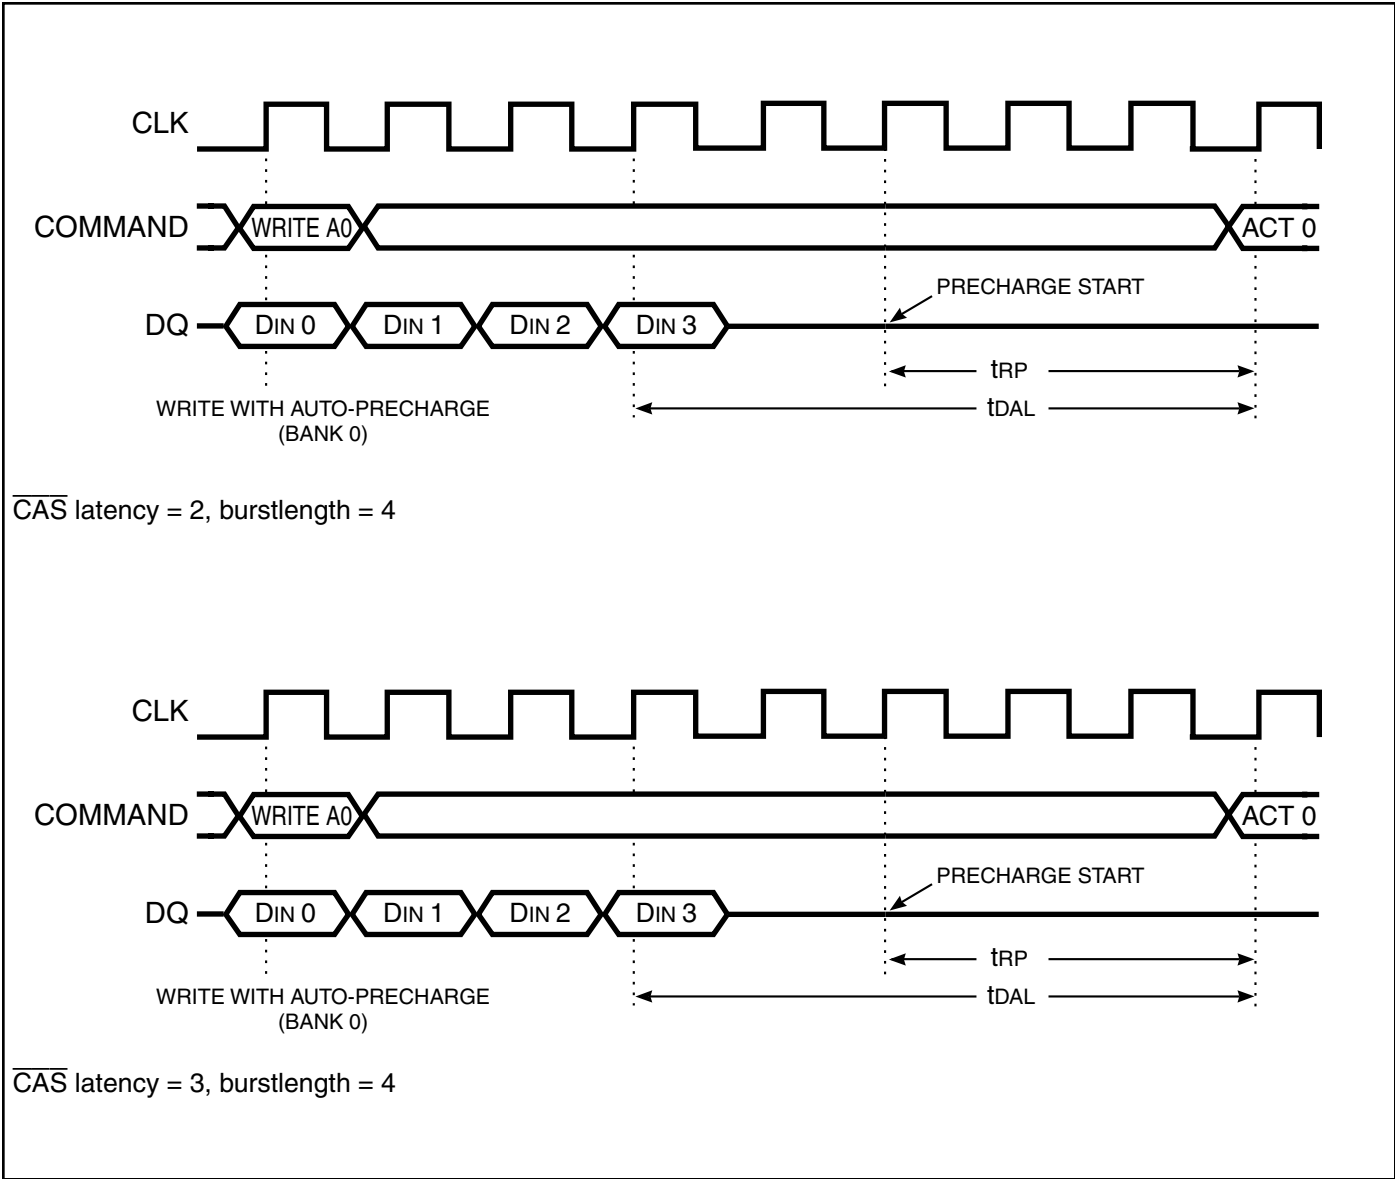 CLK
COMMAND WRITE A0 ACT 0
PRECHARGE START
DQ DIN 0 DIN 1 DIN 2 DIN 3
tRP
tDAL
WRITE WITH AUTO-PRECHARGE
(BANK 0)
CAS latency = 2, burstlength = 4
CLK
COMMAND WRITE A0 ACT 0
PRECHARGE START
DQ DIN 0 DIN 1 DIN 2 DIN 3
tRP
tDAL
WRITE WITH AUTO-PRECHARGE
(BANK 0)
CAS latency = 3, burstlength = 4